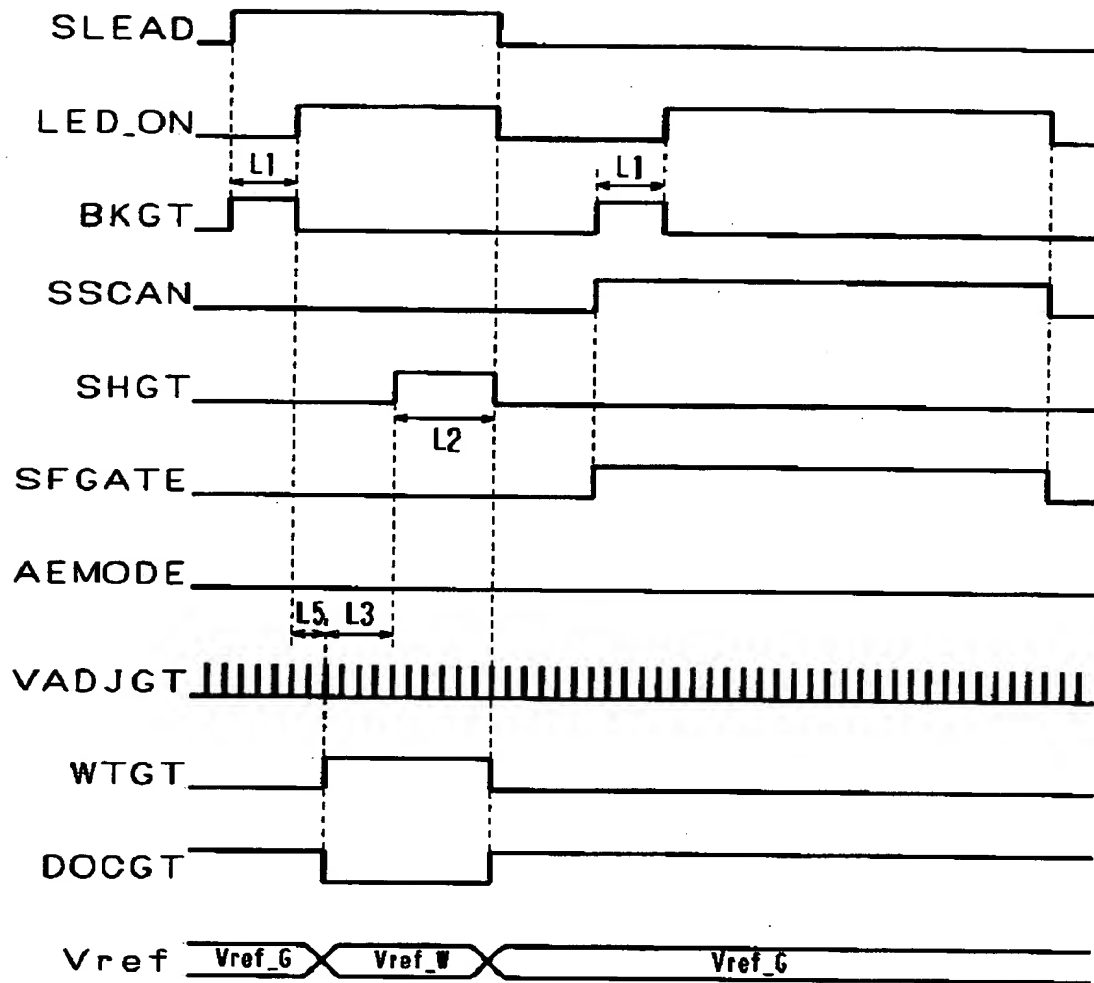 SLEAD
LED_ON
L1 L1
BKGT
SSCAN
SHGT
L2
SFGATE
AEMODE
L5 L3
VADJGT
WTGT
DOCGT
Vref Vref_G Vref_W Vref_G